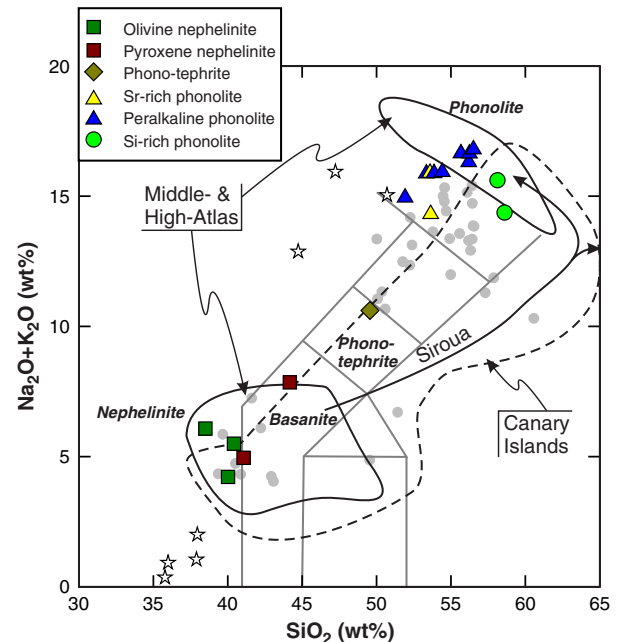 Olivine nephelinite
Pyroxene nephelinite
Phono-tephrite
Sr-rich phonolite
Peralkaline phonolite
Si-rich phonolite
20
15
10
5
0
Na2O+K2O (wt%)
Phonolite
Middle- &
High-Atlas
Phono-
tephrite
Siroua
Nephelinite
Basanite
Canary
Islands
30
35
40
45
50
55
60
65
SiO2 (wt%)